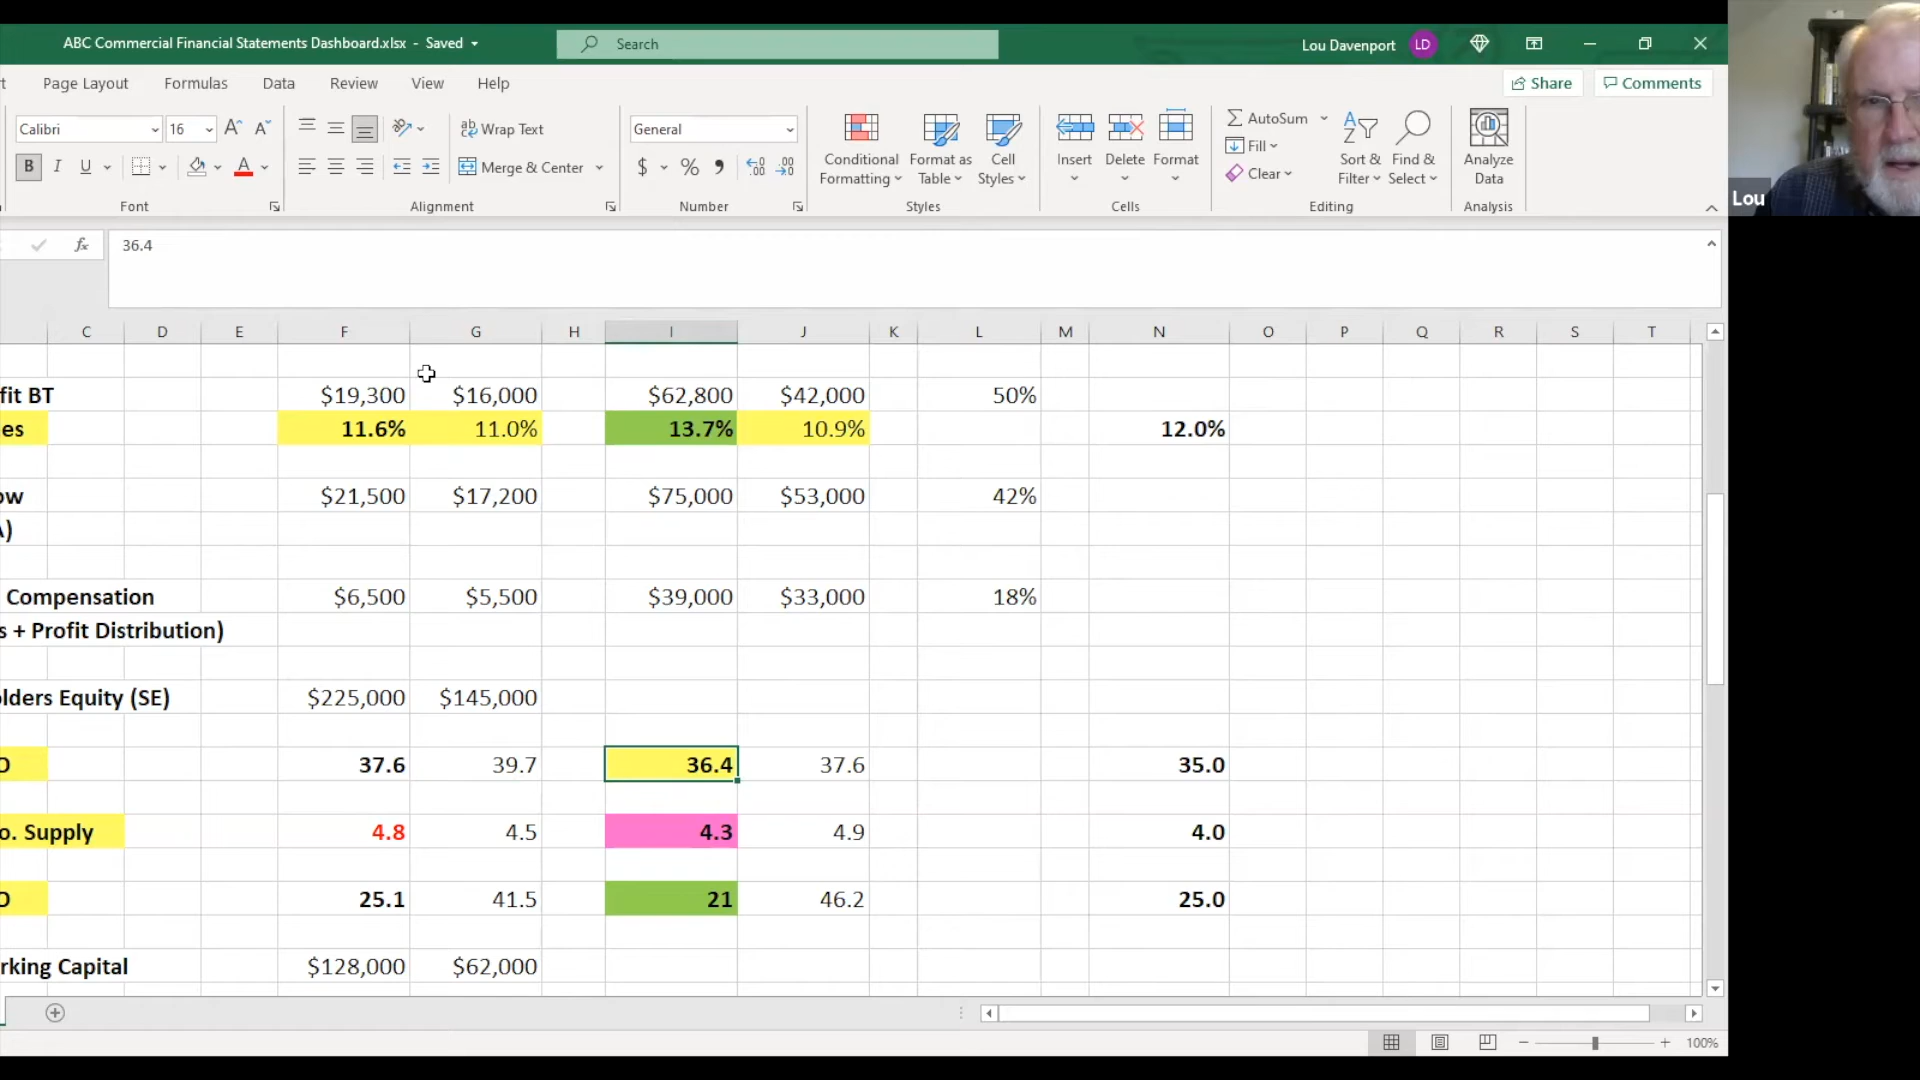 ABC Commercial Financial Statements Dashboard.xlsx - Saved
Search
Lou Davenport LD
Page Layout Formulas Data Review View Help
Share Comments
Calibri 16 Wrap Text General
B I U Merge & Center $ % ,
Conditional Formatting
Format as Table
Cell Styles
Insert Delete Format
AutoSum
Fill
Clear
Sort & Filter
Find & Select
Analyze Data
Font Alignment Number Styles Cells Editing Analysis
Lou
fx 36.4
C D E F G H I J K L M N O P Q R S T
fit BT $19,300 $16,000 $62,800 $42,000 50%
es 11.6% 11.0% 13.7% 10.9% 12.0%
ow $21,500 $17,200 $75,000 $53,000 42%
A)
Compensation $6,500 $5,500 $39,000 $33,000 18%
s + Profit Distribution)
olders Equity (SE) $225,000 $145,000
O 37.6 39.7 36.4 37.6 35.0
o. Supply 4.8 4.5 4.3 4.9 4.0
O 25.1 41.5 21 46.2 25.0
rking Capital $128,000 $62,000
100%